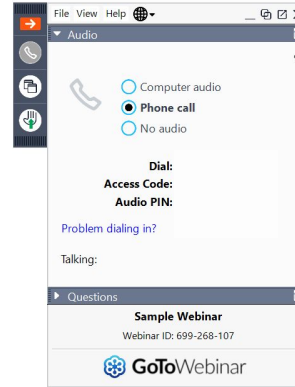 File View Help
Audio
Computer audio
Phone call
No audio
Dial:
Access Code:
Audio PIN:
Problem dialing in?
Talking:
Questions
Sample Webinar
Webinar ID: 699-268-107
GoToWebinar